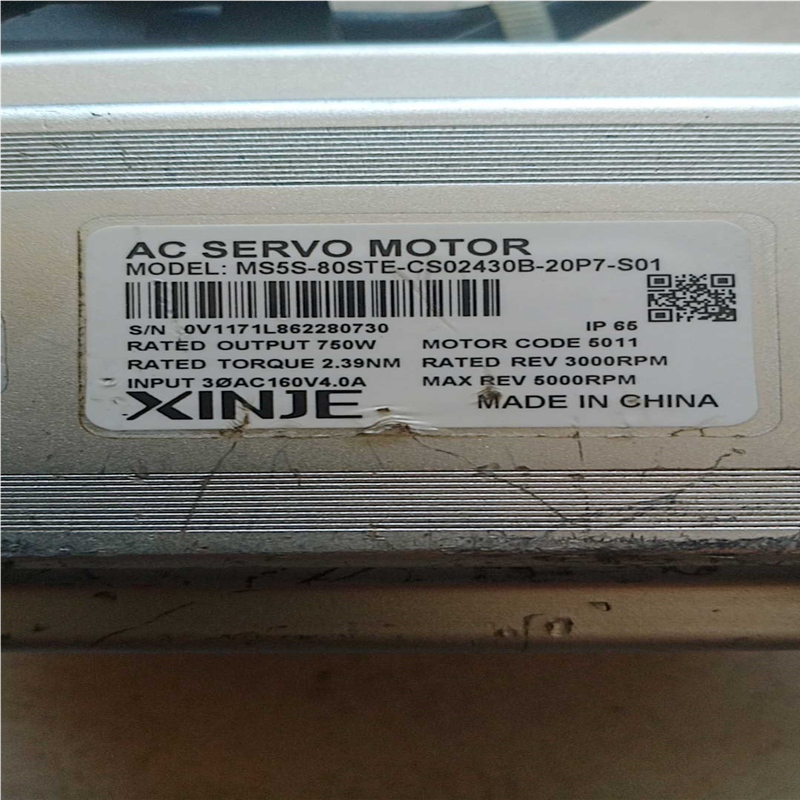 AC SERVO MOTOR
MODEL: MS5S-80STE-CS02430B-20P7-S01
S/N 0V1171L862280730
IP 65
RATED OUTPUT 750W MOTOR CODE 5011
RATED TORQUE 2.39NM RATED REV 3000RPM
INPUT 3ØAC160V4.0A MAX REV 5000RPM
XINJE MADE IN CHINA